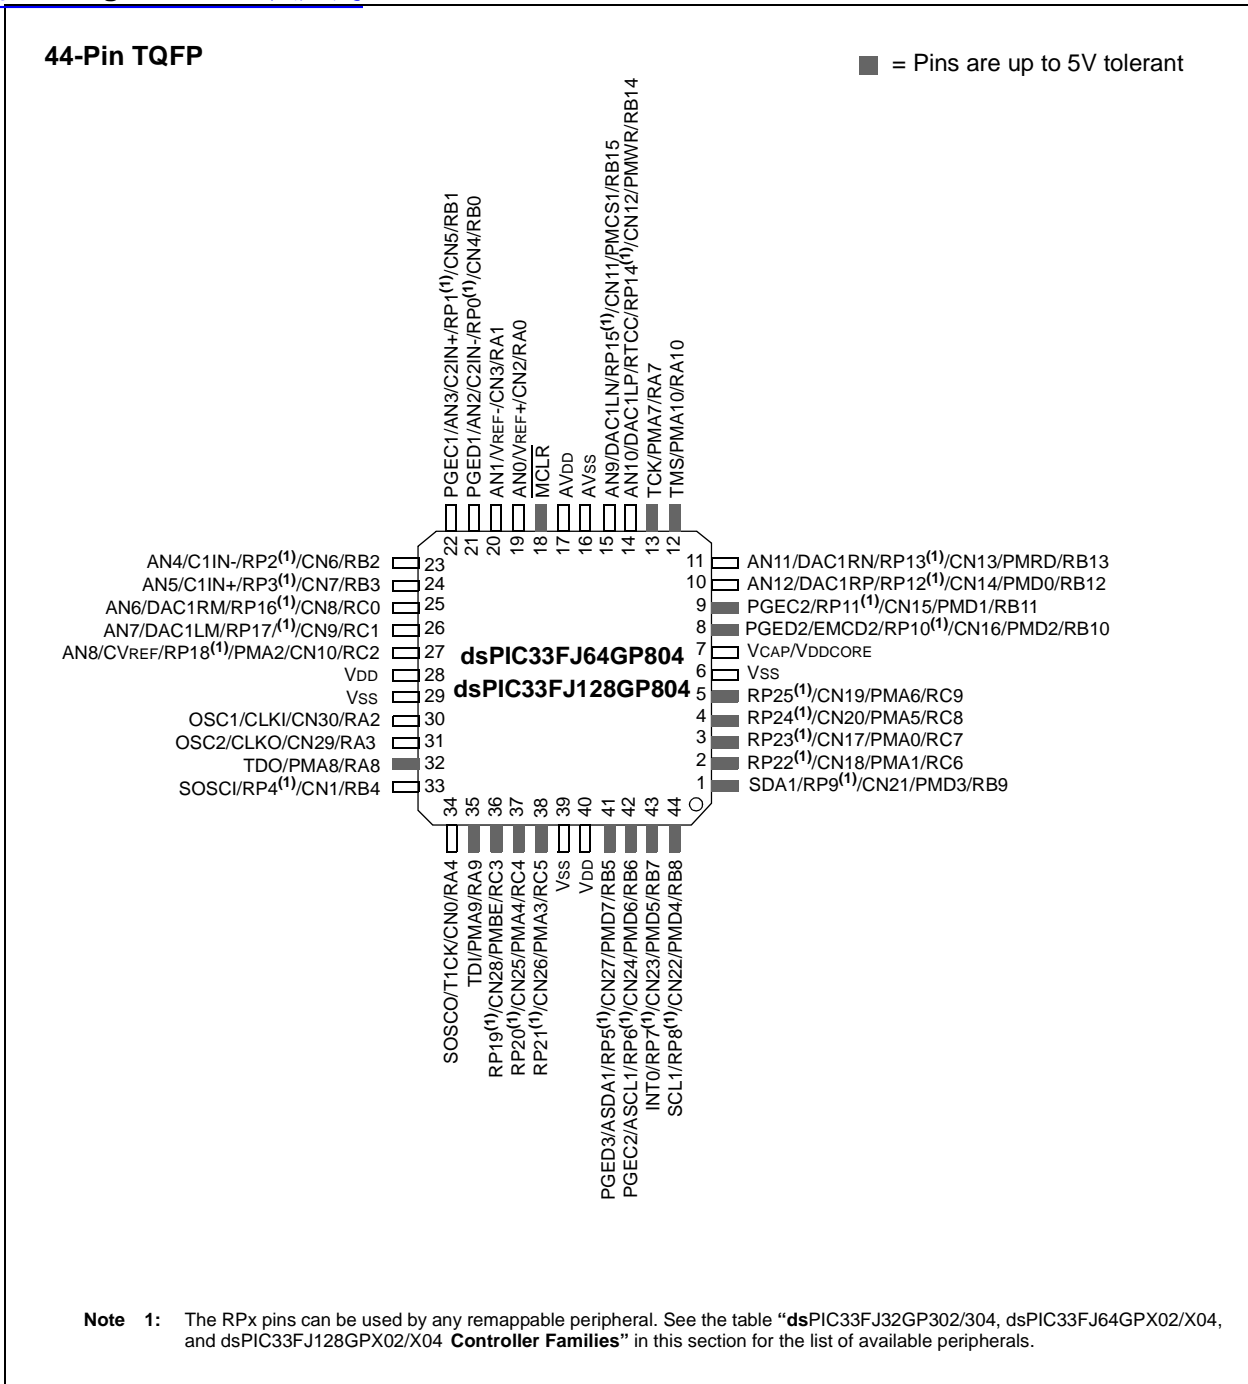 44-Pin TQFP
= Pins are up to 5V tolerant
PGEC1/AN3/C2IN+/RP1(1)/CN5/RB1
PGED1/AN2/C2IN-/RP0(1)/CN4/RB0
AN1/VREF-/CN3/RA1
AN0/VREF+/CN2/RA0
MCLR
AVDD
AVSS
AN9/DAC1LN/RP15(1)/CN11/PMCS1/RB15
AN10/DAC1LP/RTCC/RP14(1)/CN12/PMWR/RB14
TCK/PMA7/RA7
TMS/PMA10/RA10
22 21 20 19 18 17 16 15 14 13 12
AN4/C1IN-/RP2(1)/CN6/RB2 23
AN5/C1IN+/RP3(1)/CN7/RB3 24
AN6/DAC1RM/RP16(1)/CN8/RC0 25
AN7/DAC1LM/RP17/(1)/CN9/RC1 26
AN8/CVREF/RP18(1)/PMA2/CN10/RC2 27
VDD 28
VSS 29
OSC1/CLKI/CN30/RA2 30
OSC2/CLKO/CN29/RA3 31
TDO/PMA8/RA8 32
SOSCI/RP4(1)/CN1/RB4 33
dsPIC33FJ64GP804
dsPIC33FJ128GP804
11 AN11/DAC1RN/RP13(1)/CN13/PMRD/RB13
10 AN12/DAC1RP/RP12(1)/CN14/PMD0/RB12
9 PGEC2/RP11(1)/CN15/PMD1/RB11
8 PGED2/EMCD2/RP10(1)/CN16/PMD2/RB10
7 VCAP/VDDCORE
6 VSS
5 RP25(1)/CN19/PMA6/RC9
4 RP24(1)/CN20/PMA5/RC8
3 RP23(1)/CN17/PMA0/RC7
2 RP22(1)/CN18/PMA1/RC6
1 SDA1/RP9(1)/CN21/PMD3/RB9
34 35 36 37 38 39 40 41 42 43 44
SOSCO/T1CK/CN0/RA4
TDI/PMA9/RA9
RP19(1)/CN28/PMBE/RC3
RP20(1)/CN25/PMA4/RC4
RP21(1)/CN26/PMA3/RC5
VSS
VDD
PGED3/ASDA1/RP5(1)/CN27/PMD7/RB5
PGEC2/ASCL1/RP6(1)/CN24/PMD6/RB6
INT0/RP7(1)/CN23/PMD5/RB7
SCL1/RP8(1)/CN22/PMD4/RB8
Note 1: The RPx pins can be used by any remappable peripheral. See the table “dsPIC33FJ32GP302/304, dsPIC33FJ64GPX02/X04,
and dsPIC33FJ128GPX02/X04 Controller Families” in this section for the list of available peripherals.